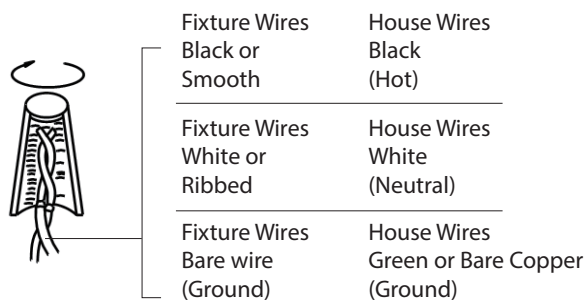 Fixture Wires House Wires
Black or Black
Smooth (Hot)
Fixture Wires House Wires
White or White
Ribbed (Neutral)
Fixture Wires House Wires
Bare wire Green or Bare Copper
(Ground) (Ground)